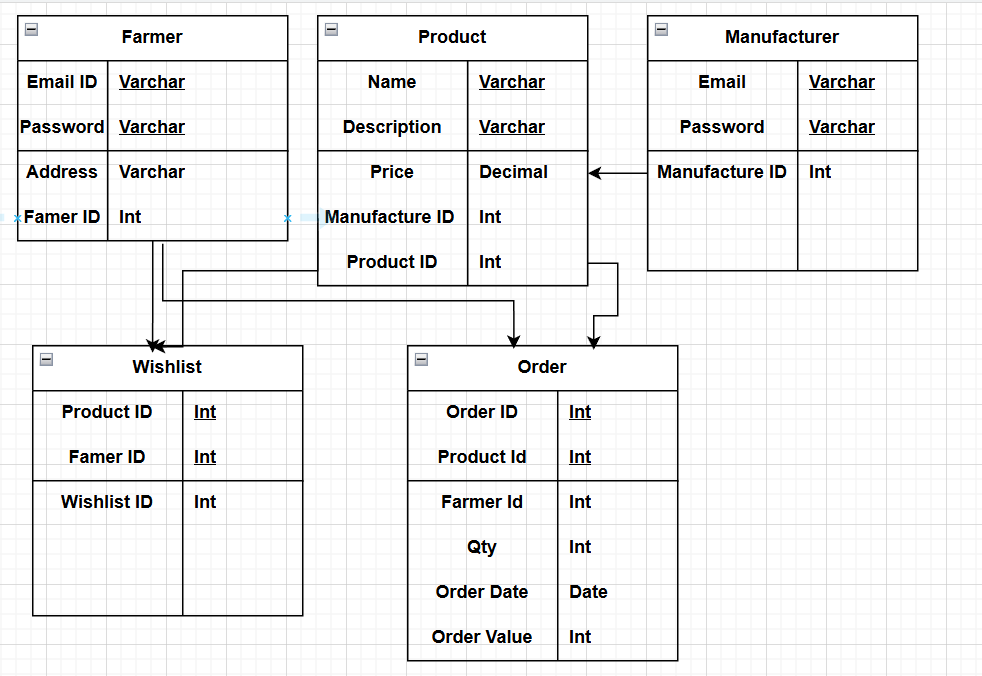 Farmer
Email ID Varchar
Password Varchar
Address Varchar
Famer ID Int
Product
Name Varchar
Description Varchar
Price Decimal
Manufacture ID Int
Product ID Int
Manufacturer
Email Varchar
Password Varchar
Manufacture ID Int
Wishlist
Product ID Int
Famer ID Int
Wishlist ID Int
Order
Order ID Int
Product Id Int
Farmer Id Int
Qty Int
Order Date Date
Order Value Int